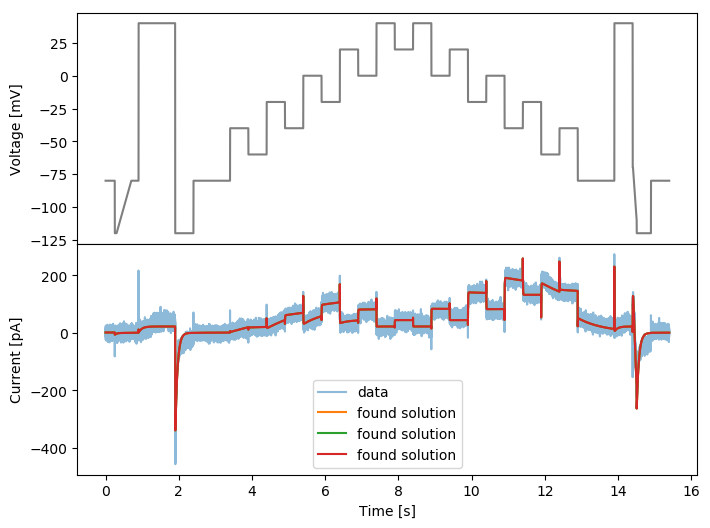 Voltage [mV]
25
0
−25
−50
−75
−100
−125
Current [pA]
200
0
−200
−400
data
found solution
found solution
found solution
0
2
4
6
8
10
12
14
16
Time [s]